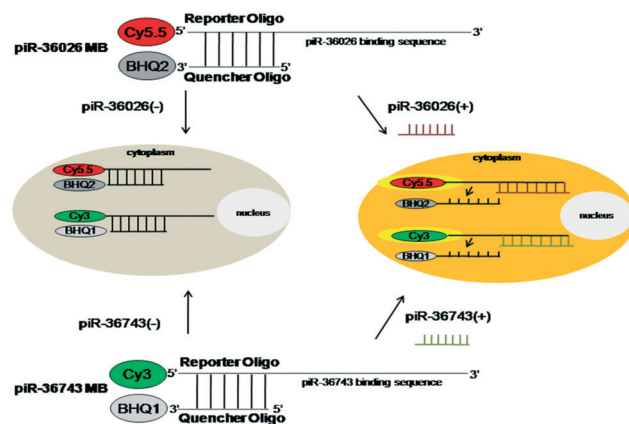 Reporter Oligo
Cy5.5 5' 3'
piR-36026 MB piR-36026 binding sequence
BHQ2 3' 5'
Quencher Oligo
piR-36026(-) piR-36026(+)
cytoplasm cytoplasm
Cy5.5 Cy5.5
BHQ2 BHQ2
Cy3 nucleus Cy3 nucleus
BHQ1 BHQ1
piR-36743(-) piR-36743(+)
Reporter Oligo
Cy3 5' 3'
piR-36743 MB piR-36743 binding sequence
BHQ1 3' 5'
Quencher Oligo